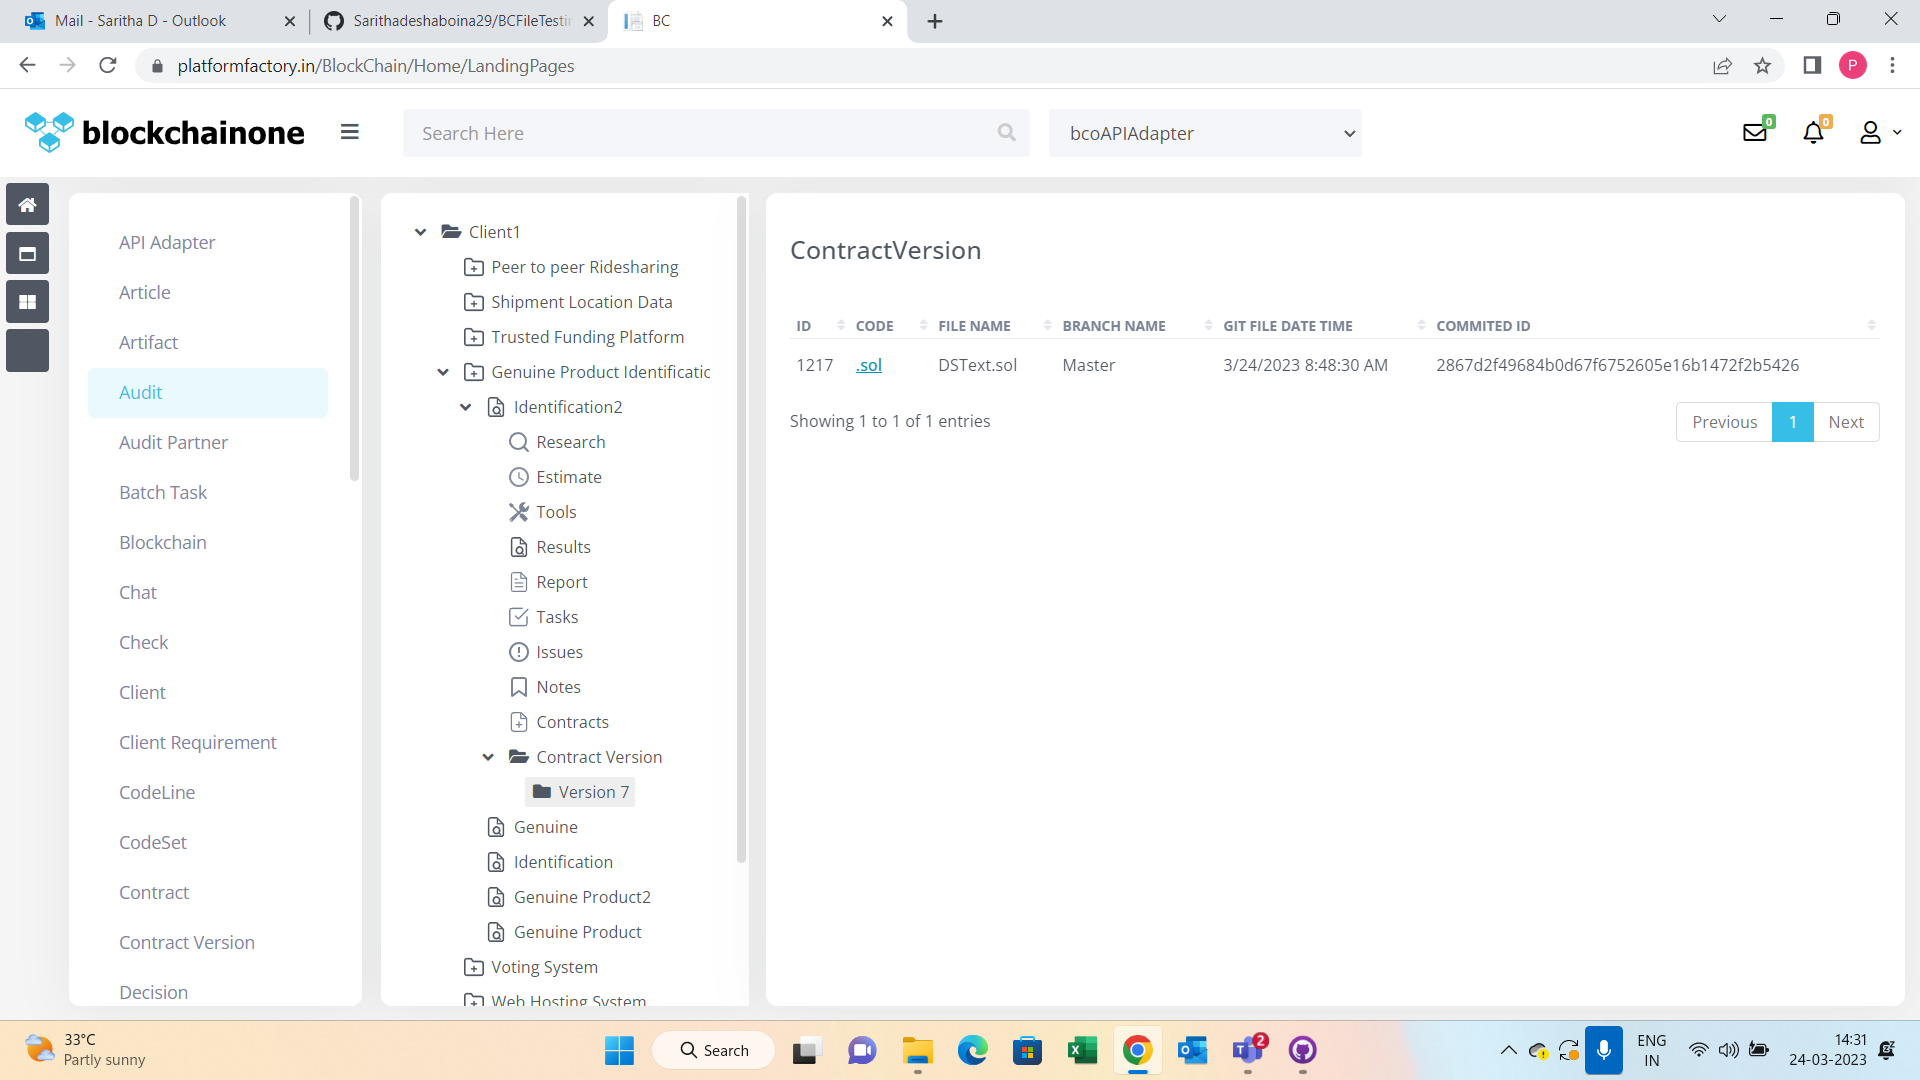 Mail - Saritha D - Outlook
Sarithadeshaboina29/BCFileTestin
BC
platformfactory.in/BlockChain/Home/LandingPages
P
blockchainone
Search Here
bcoAPIAdapter
0
0
API Adapter
Article
Artifact
Audit
Audit Partner
Batch Task
Blockchain
Chat
Check
Client
Client Requirement
CodeLine
CodeSet
Contract
Contract Version
Decision
Client1
Peer to peer Ridesharing
Shipment Location Data
Trusted Funding Platform
Genuine Product Identificatic
Identification2
Research
Estimate
Tools
Results
Report
Tasks
Issues
Notes
Contracts
Contract Version
Version 7
Genuine
Identification
Genuine Product2
Genuine Product
Voting System
Web Hosting System
ContractVersion
ID CODE FILE NAME BRANCH NAME GIT FILE DATE TIME COMMITED ID
1217 .sol DSText.sol Master 3/24/2023 8:48:30 AM 2867d2f49684b0d67f6752605e16b1472f2b5426
Showing 1 to 1 of 1 entries
Previous 1 Next
33°C
Partly sunny
Search
2
ENG
IN
14:31
24-03-2023